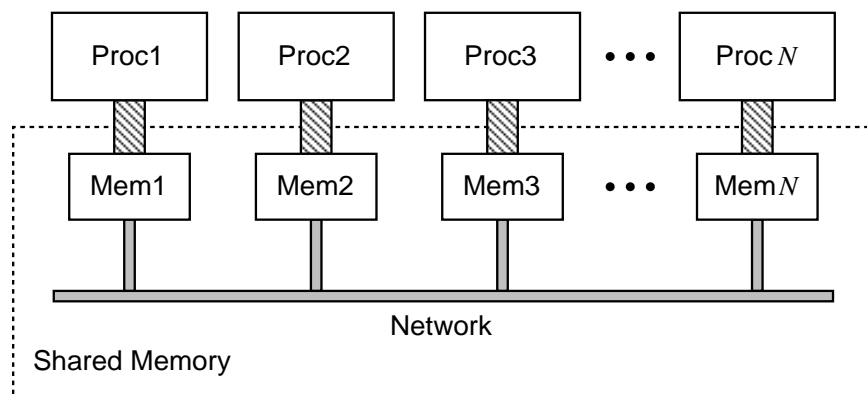 Proc1 Proc2 Proc3 ••• Proc N
Mem1 Mem2 Mem3 ••• Mem N
Network
Shared Memory